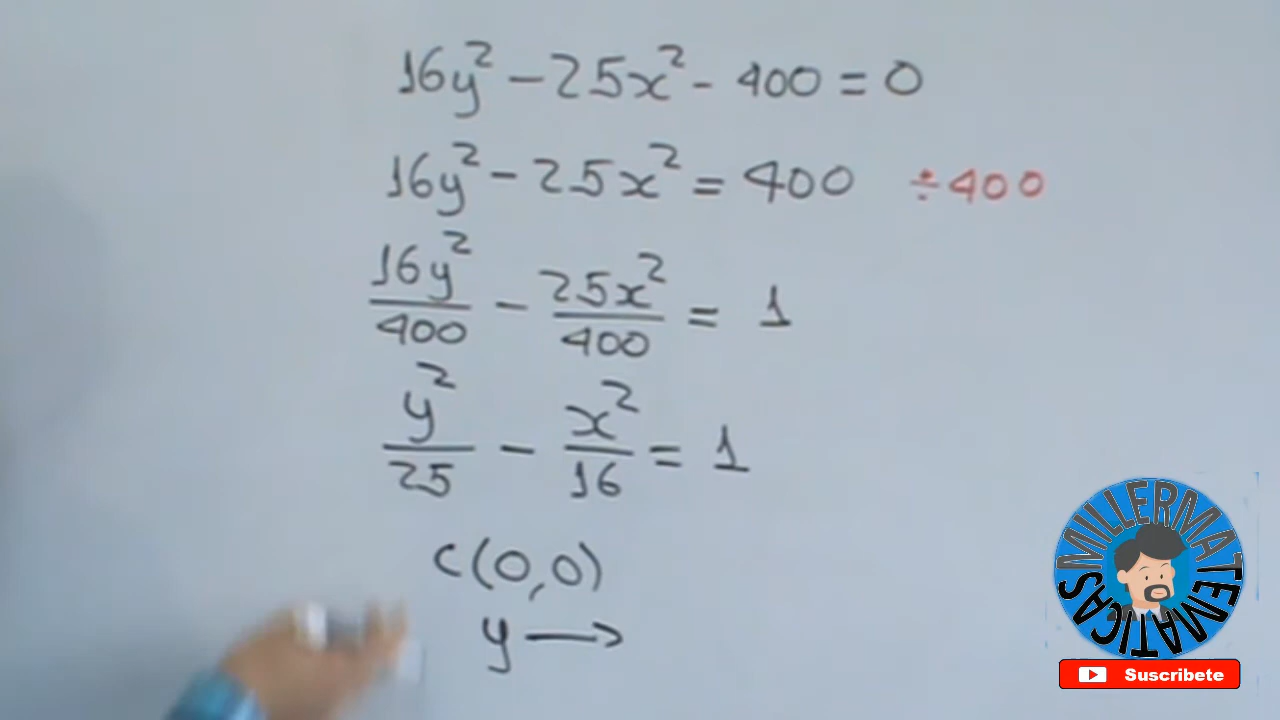 16y² - 25x² - 400 = 0
16y² - 25x² = 400 ÷400
16y²/400 - 25x²/400 = 1
y²/25 - x²/16 = 1
C(0,0)
y →
MILLERMATEMATICAS
Suscribete